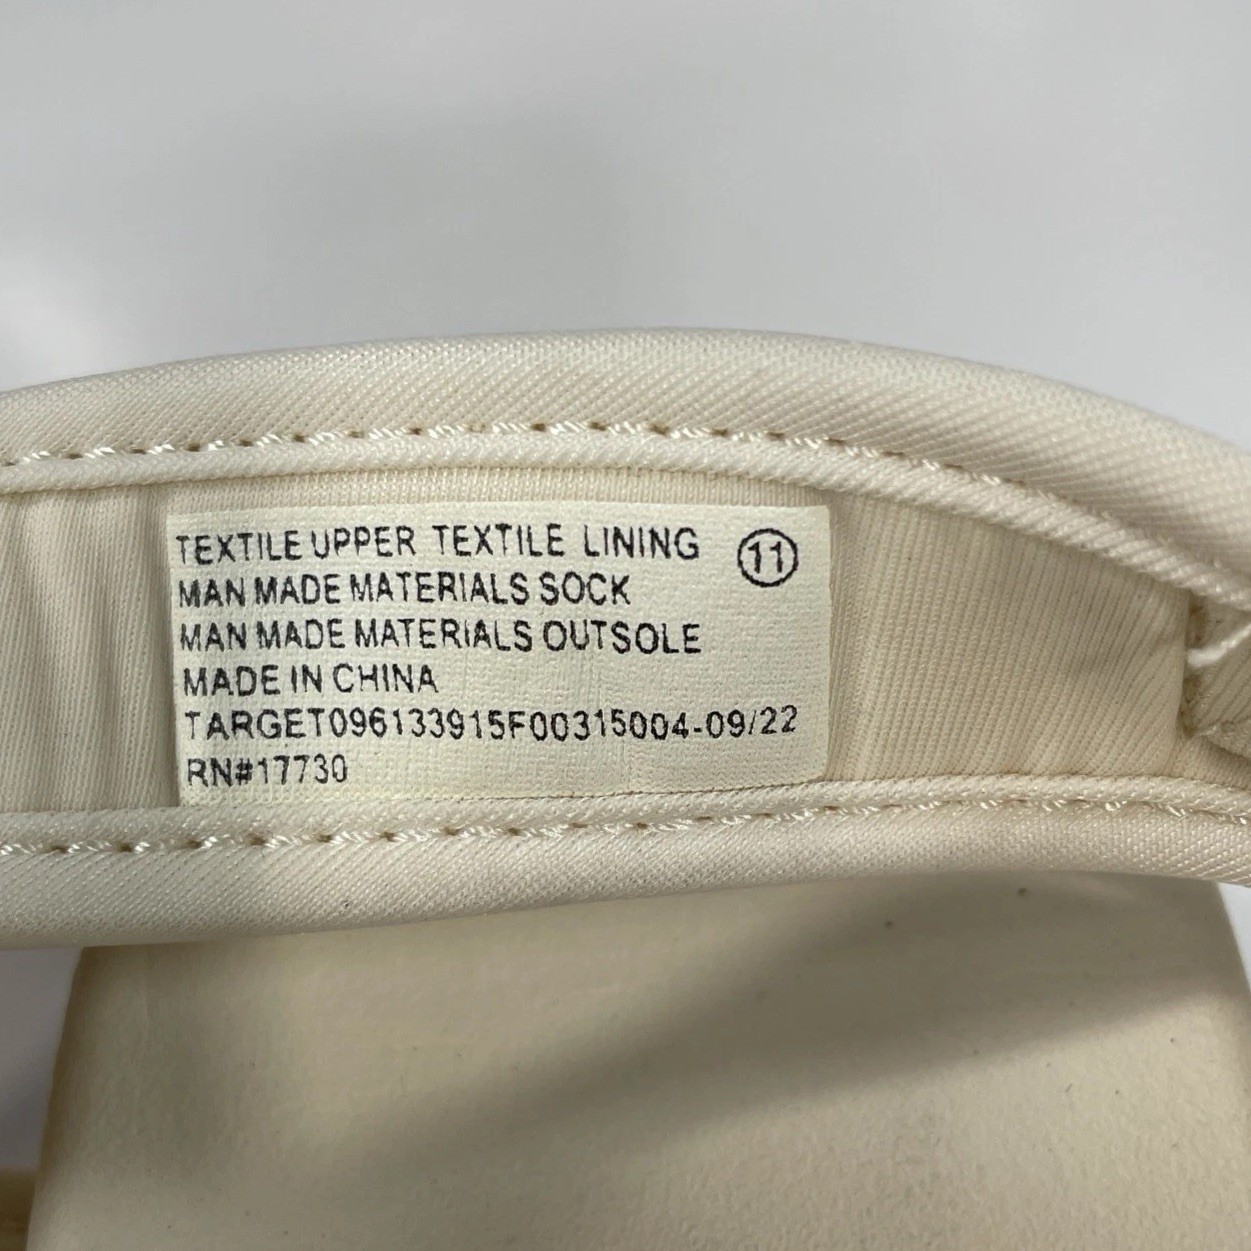 TEXTILE UPPER TEXTILE LINING 11
MAN MADE MATERIALS SOCK
MAN MADE MATERIALS OUTSOLE
MADE IN CHINA
TARGET096133915F00315004-09/22
RN#17730